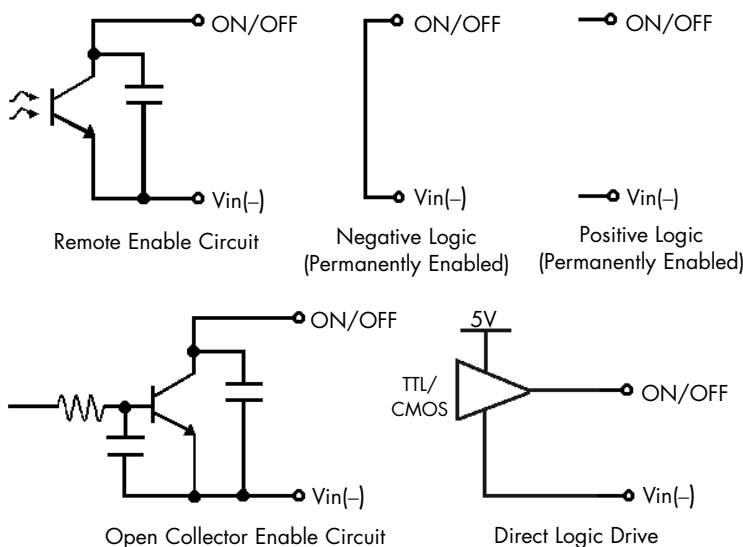 ON/OFF
Vin(–)
Remote Enable Circuit
ON/OFF
Vin(–)
Negative Logic
(Permanently Enabled)
ON/OFF
Vin(–)
Positive Logic
(Permanently Enabled)
ON/OFF
Vin(–)
Open Collector Enable Circuit
5V
TTL/
CMOS
ON/OFF
Vin(–)
Direct Logic Drive